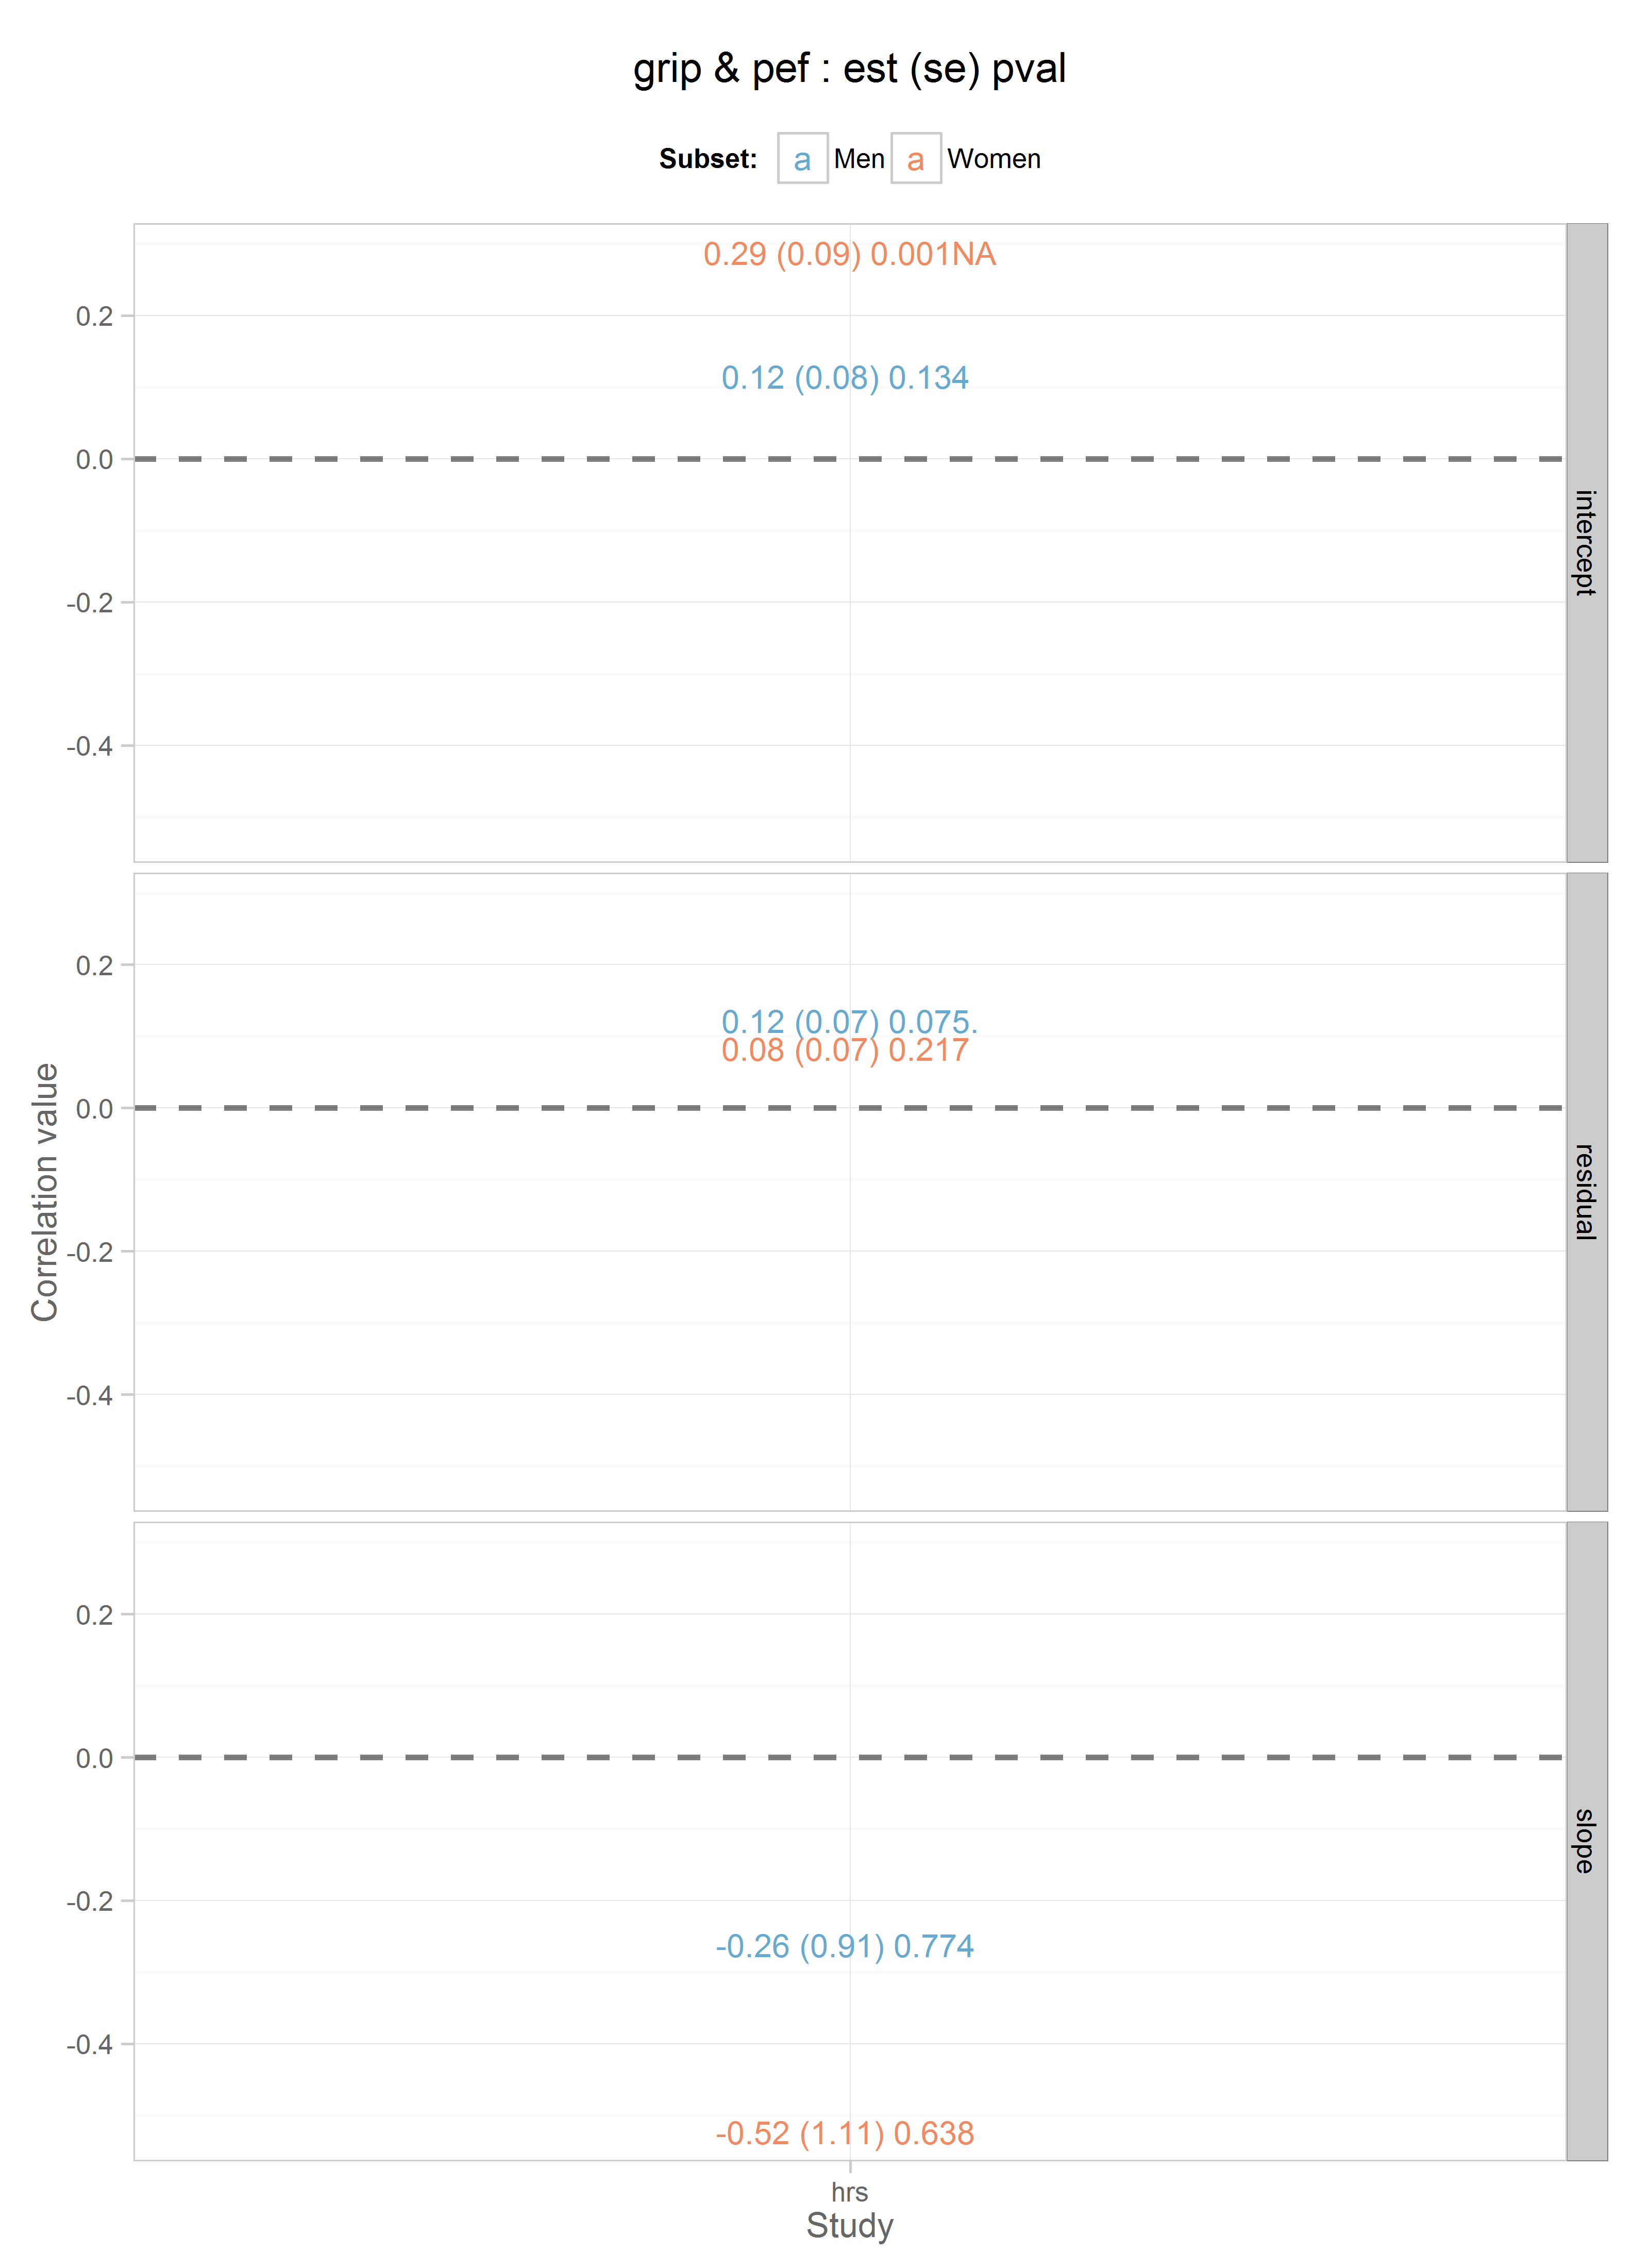 grip & pef : est (se) pval
Subset: a Men a Women
0.29 (0.09) 0.001NA
0.2
0.12 (0.08) 0.134
0.0
-0.2
-0.4
intercept
0.2
0.12 (0.07) 0.075.
0.08 (0.07) 0.217
0.0
-0.2
-0.4
residual
Correlation value
0.2
0.0
-0.2
-0.26 (0.91) 0.774
-0.4
-0.52 (1.11) 0.638
slope
hrs
Study